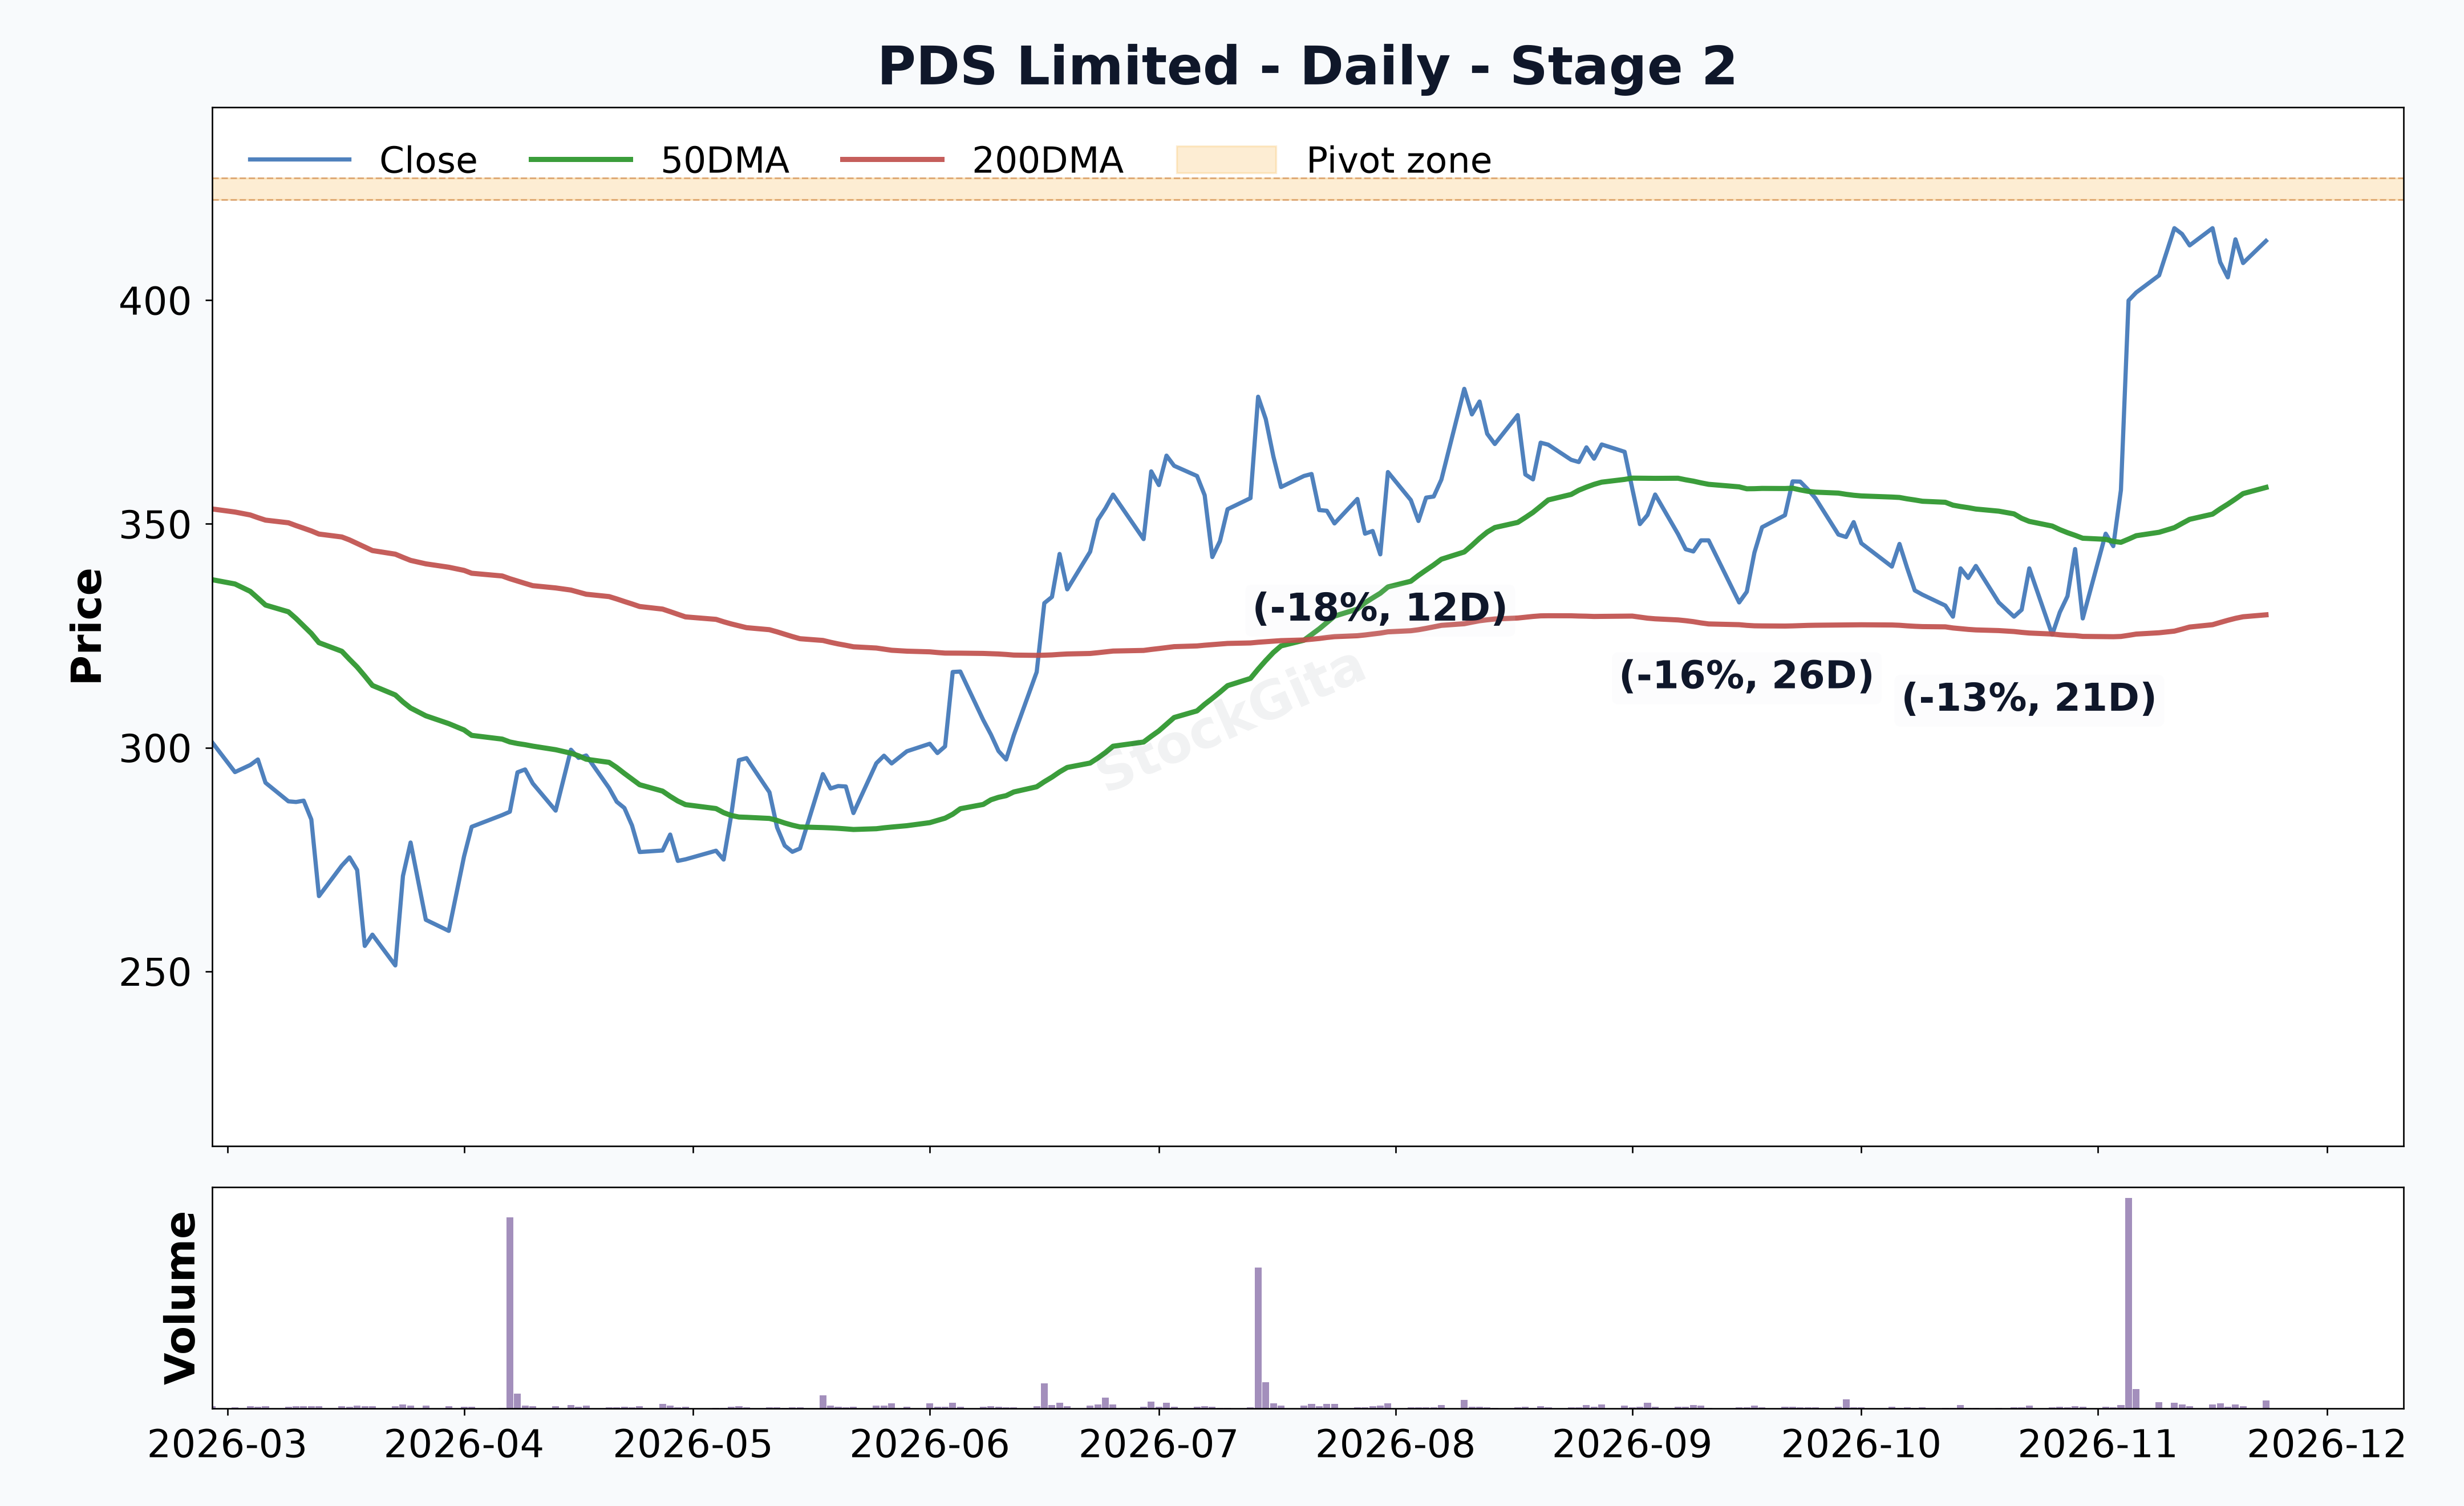 PDS Limited - Daily - Stage 2
Close 50DMA 200DMA Pivot zone
Price
400
350
300
250
(-18%, 12D)
(-16%, 26D)
(-13%, 21D)
StockGita
Volume
2026-03 2026-04 2026-05 2026-06 2026-07 2026-08 2026-09 2026-10 2026-11 2026-12